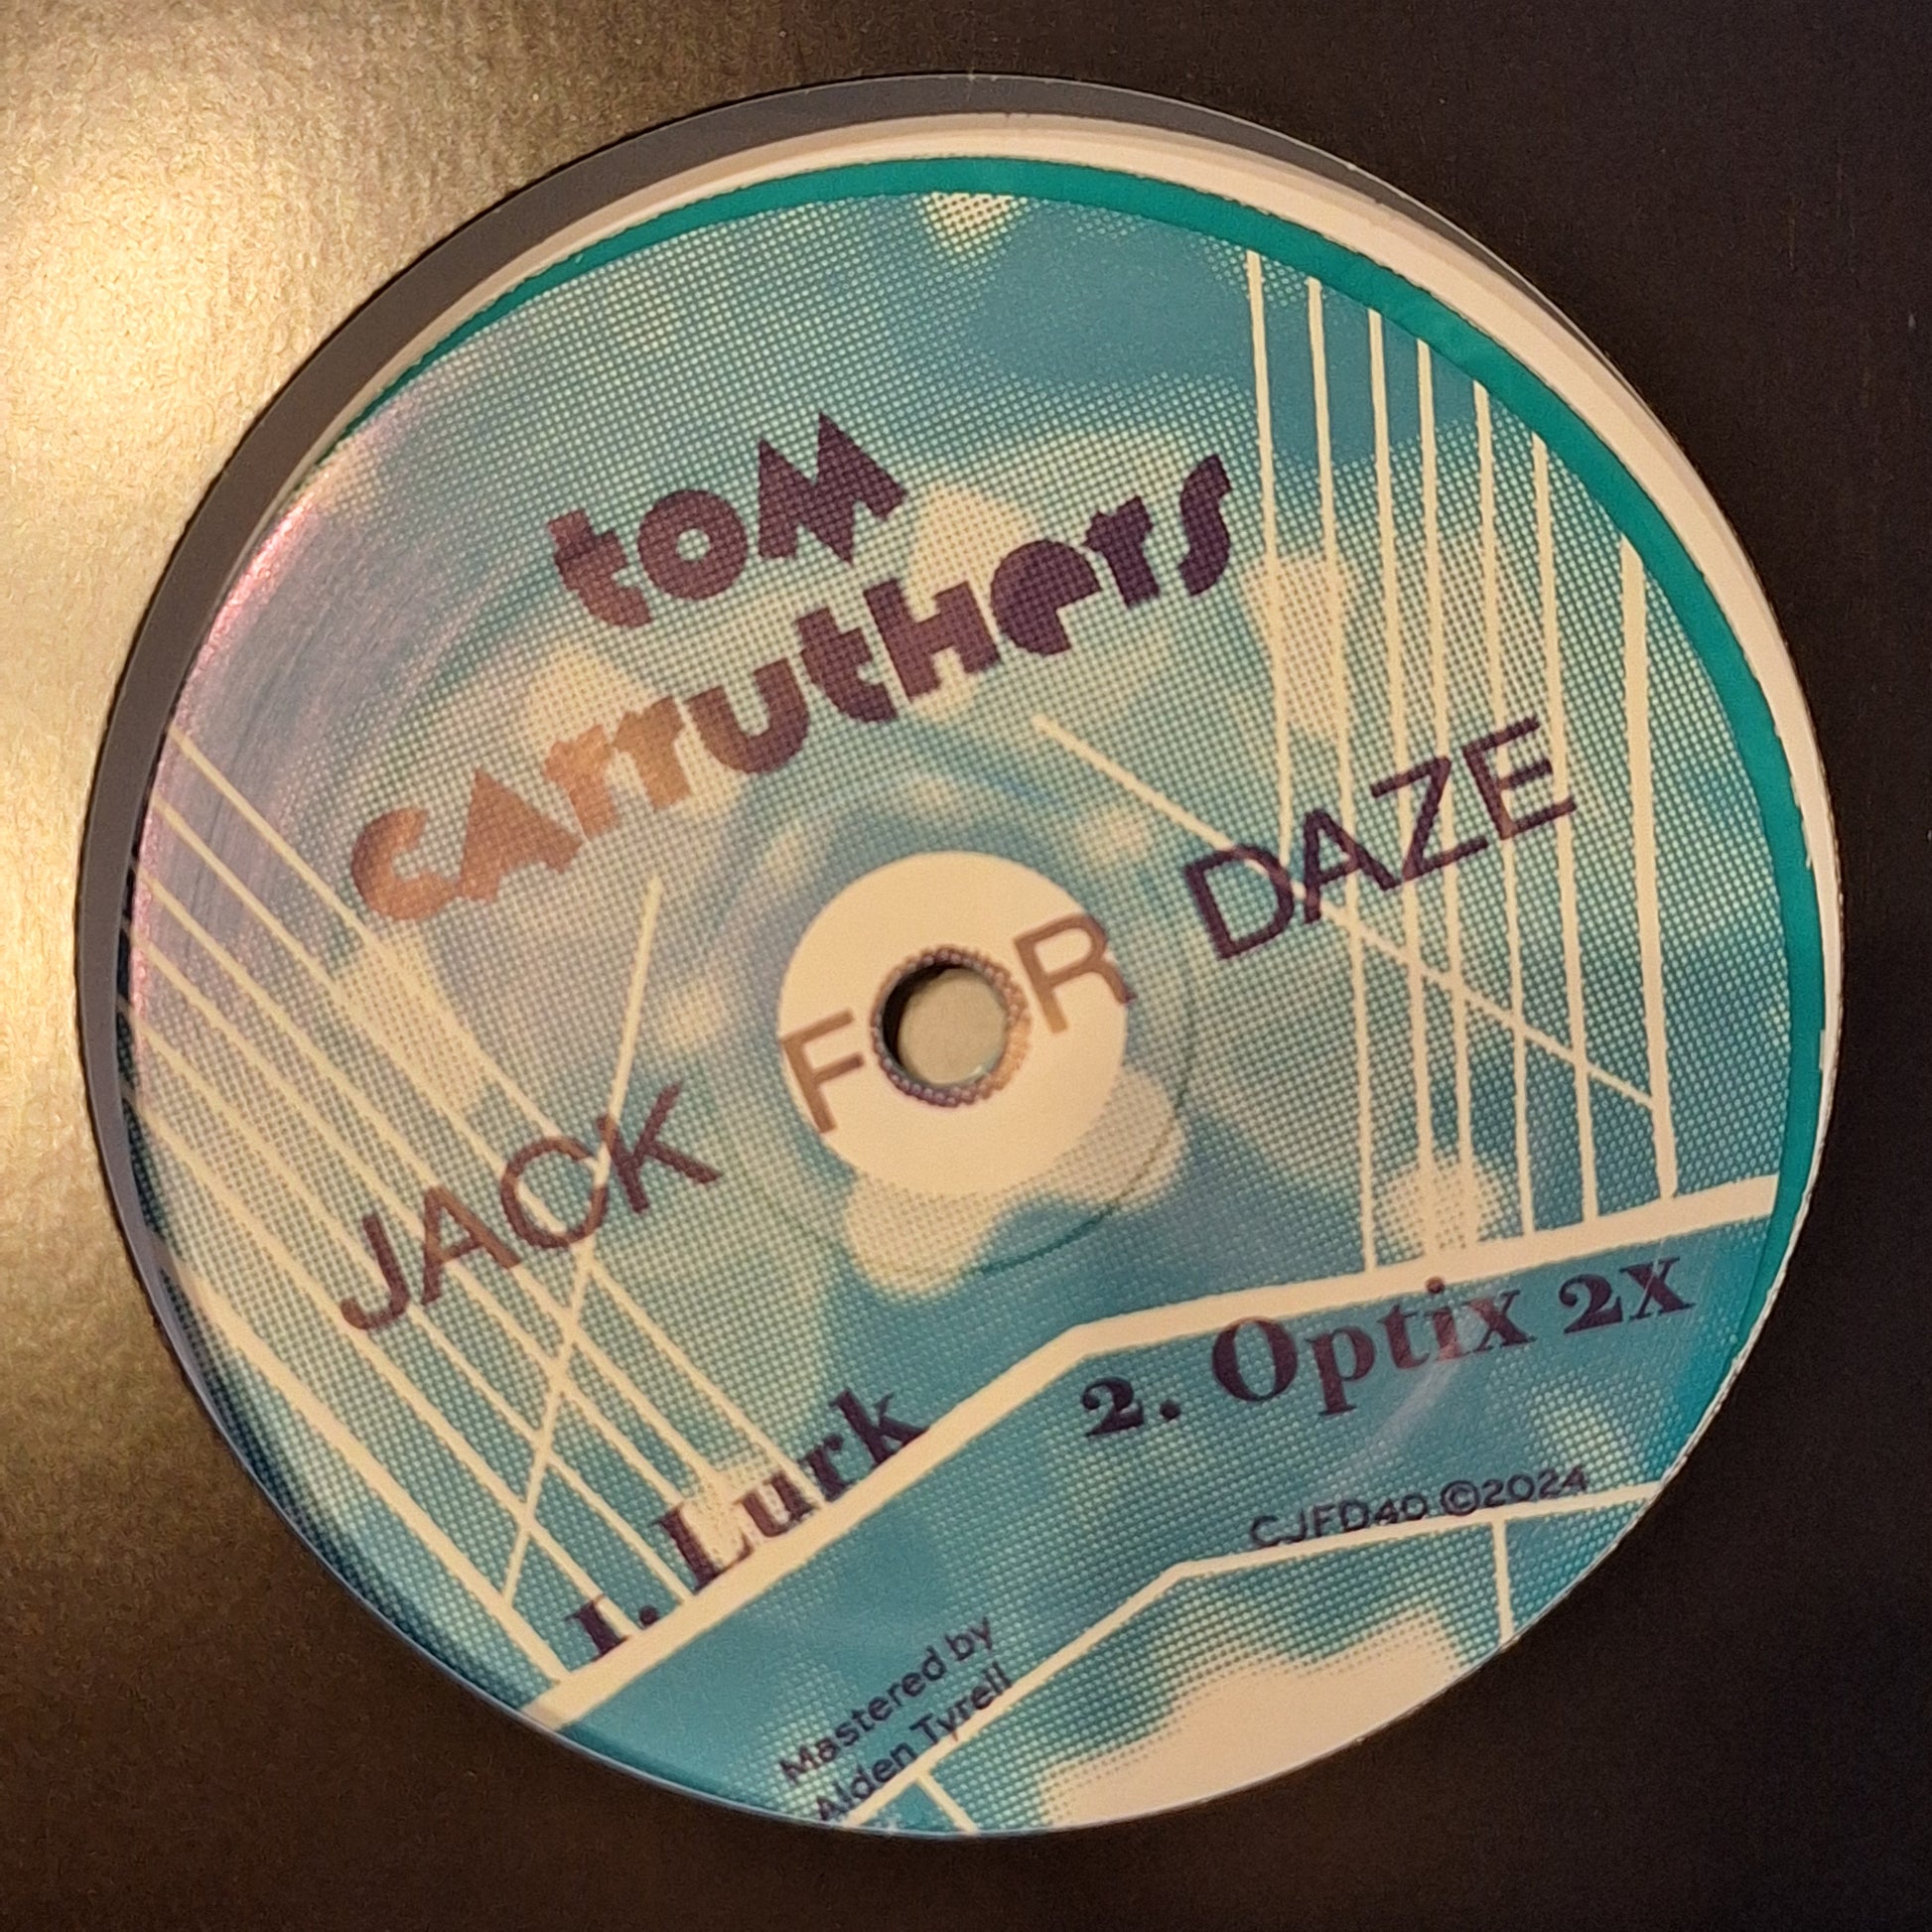 toM
cArrutHers
JACK FOR DAZE
1. Lurk
2. Optix 2x
CJFD40 ©2024
Mastered by
Alden Tyrell